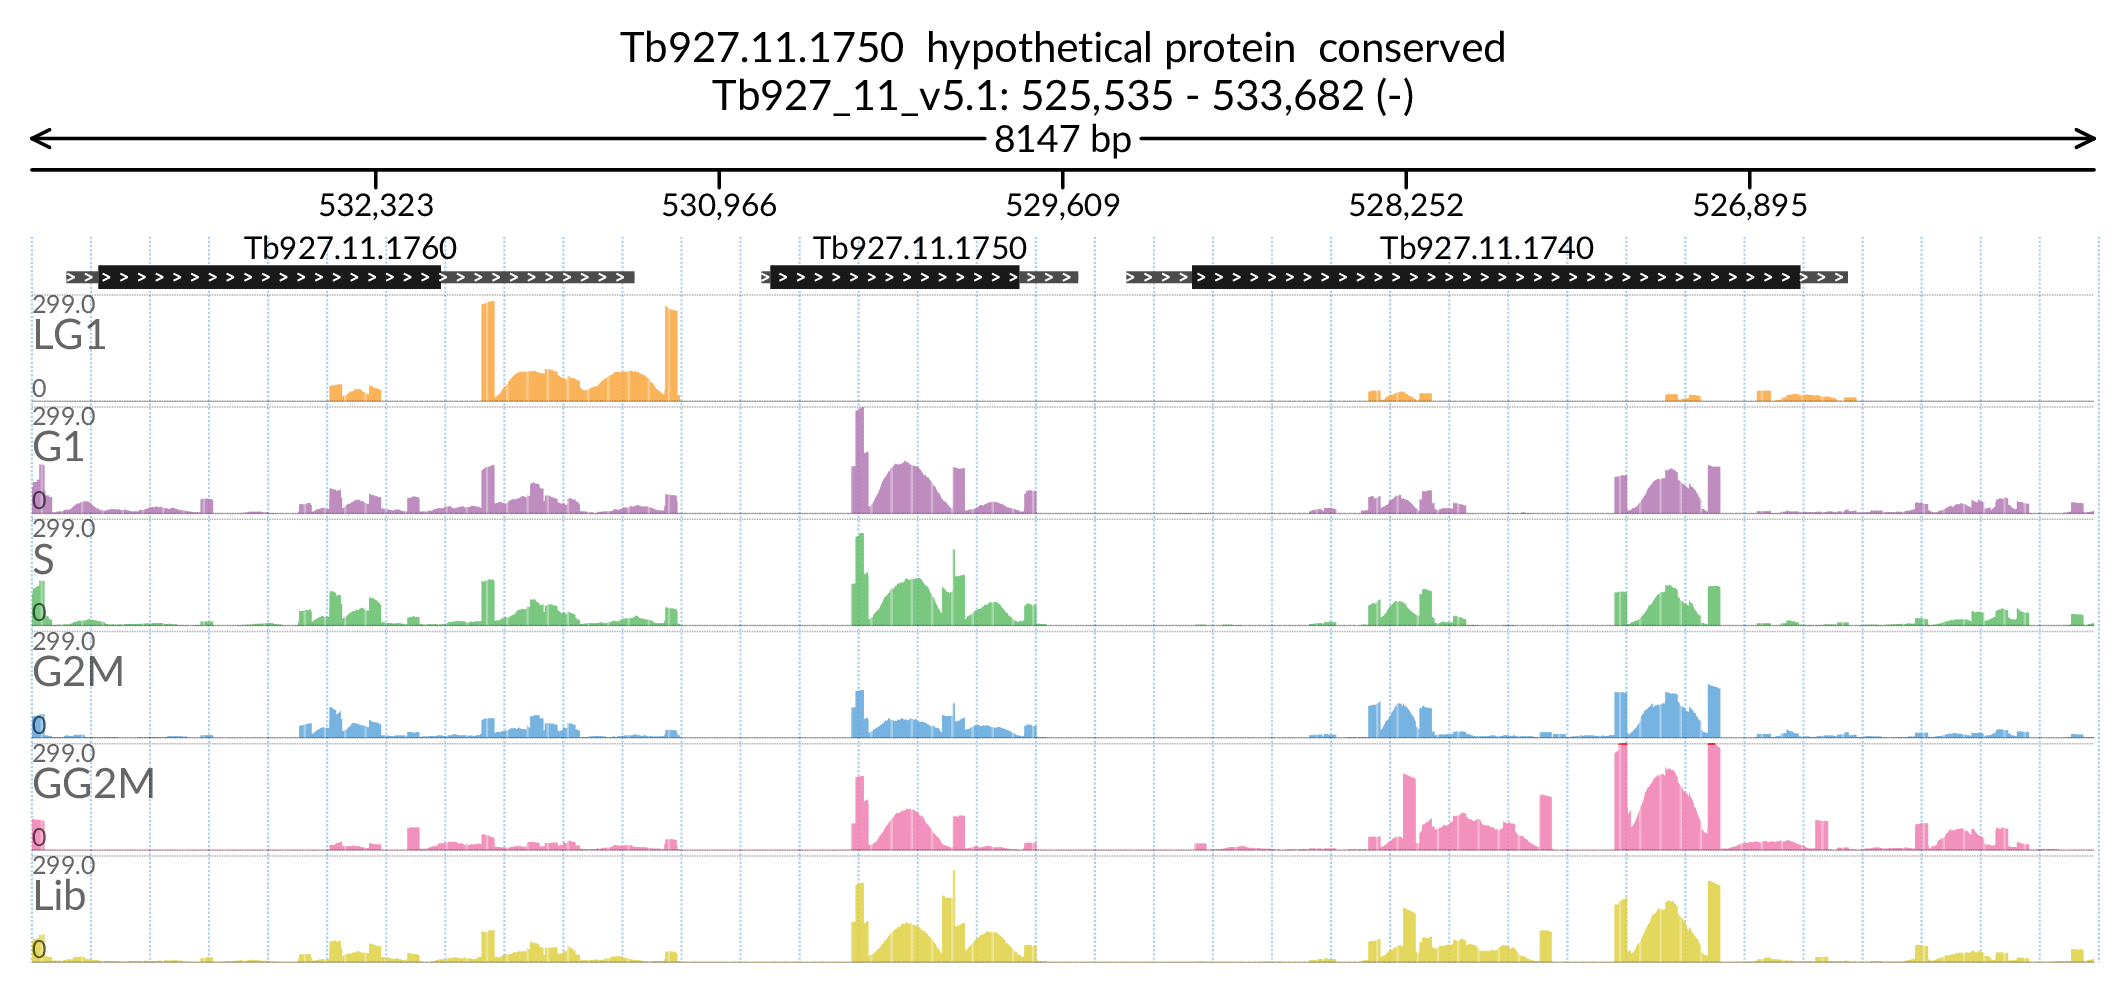 Tb927.11.1750 hypothetical protein conserved
Tb927_11_v5.1: 525,535 - 533,682 (-)
8147 bp
532,323 530,966 529,609 528,252 526,895
Tb927.11.1760 Tb927.11.1750 Tb927.11.1740
299.0
LG1
0
299.0
G1
0
299.0
S
0
299.0
G2M
0
299.0
GG2M
0
299.0
Lib
0